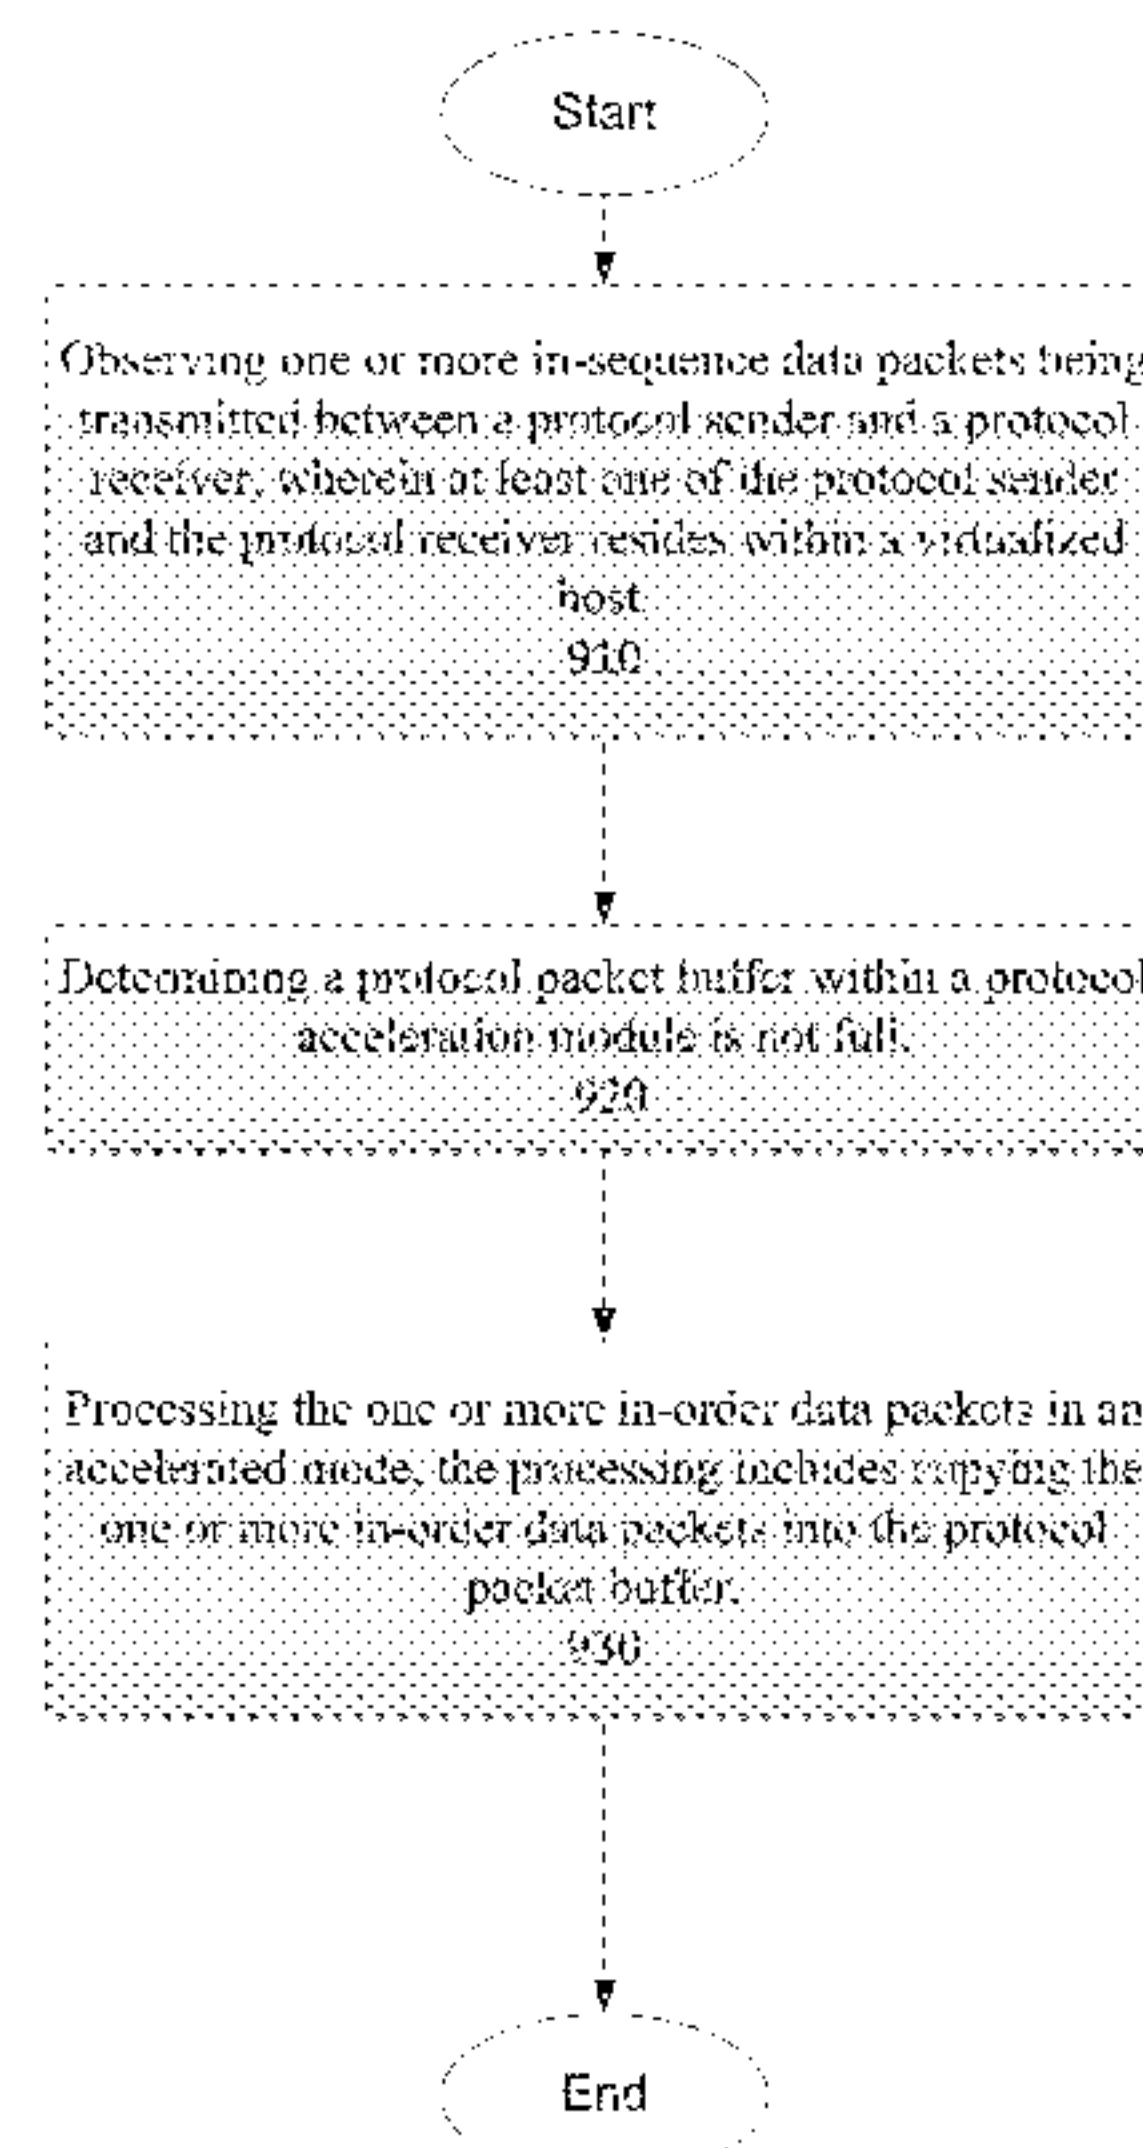 Start
Observing one or more in-sequence data packets being
transmitted between a protocol sender and a protocol
receiver, wherein at least one of the protocol sender
and the protocol receiver resides within a virtualized
host
910
Determining a protocol packet buffer within a protocol
acceleration module is not full.
920
Processing the one or more in-order data packets in an
accelerated mode, the processing includes copying the
one or more in-order data packets into the protocol
packet buffer.
930
End